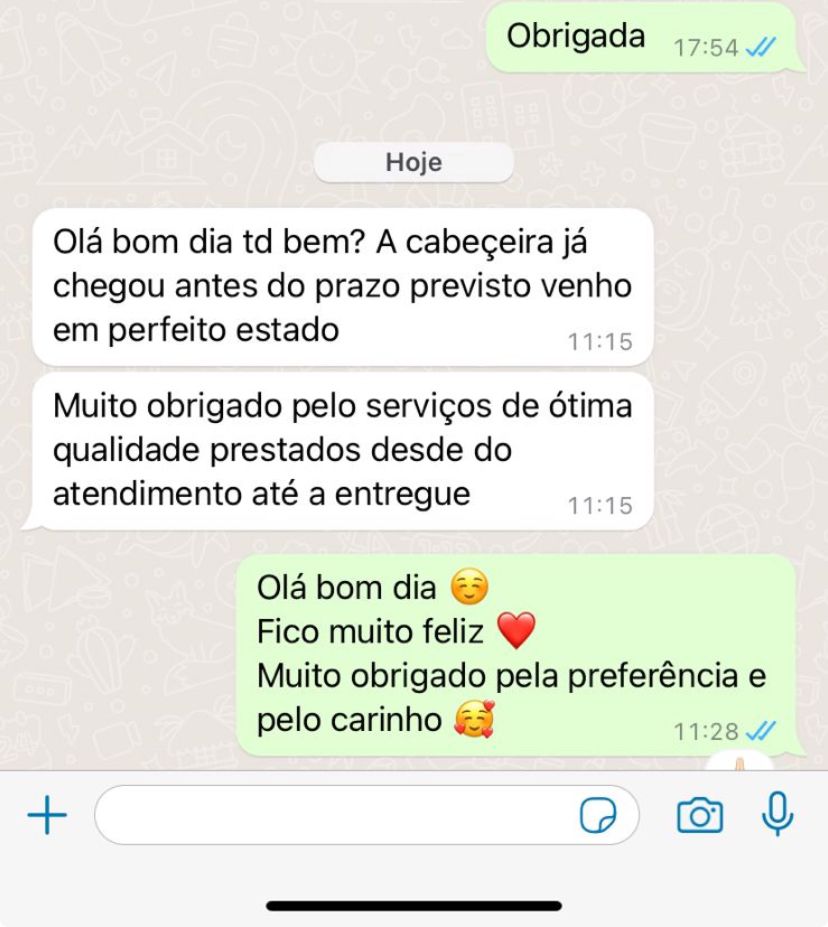 Obrigada 17:54
Hoje
Olá bom dia td bem? A cabeçeira já
chegou antes do prazo previsto venho
em perfeito estado 11:15
Muito obrigado pelo serviços de ótima
qualidade prestados desde do
atendimento até a entregue 11:15
Olá bom dia ☺️
Fico muito feliz ❤️
Muito obrigado pela preferência e
pelo carinho 🥰 11:28